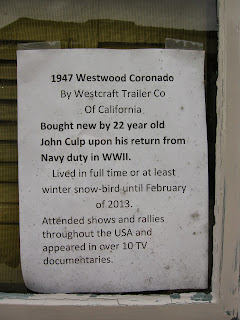 1947 Westwood Coronado
By Westcraft Trailer Co
Of California
Bought new by 22 year old
John Culp upon his return from
Navy duty in WWII.
Lived in full time or at least
winter snow-bird until February
of 2013.
Attended shows and rallies
throughout the USA and
appeared in over 10 TV
documentaries.